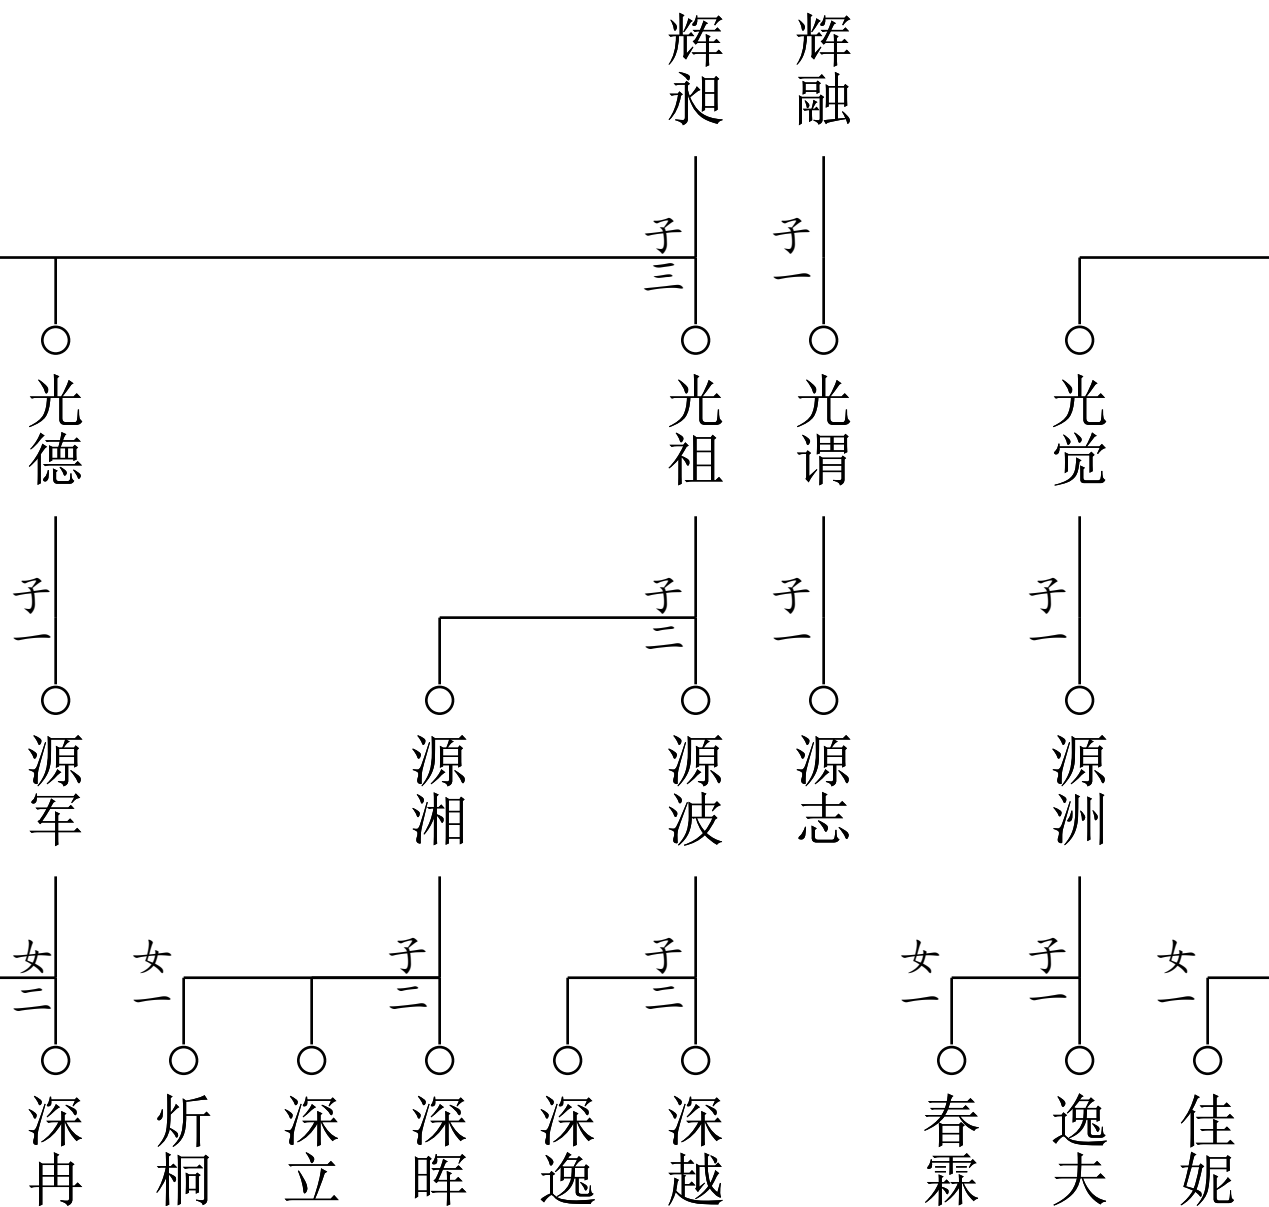 辉昶
辉融
子三
子一
光德
光祖
光谓
光觉
子一
子二
子一
子一
源军
源湘
源波
源志
源洲
女二
女一
子二
子二
女一
子一
女一
深冉
炘桐
深立
深晖
深逸
深越
春霖
逸夫
佳妮